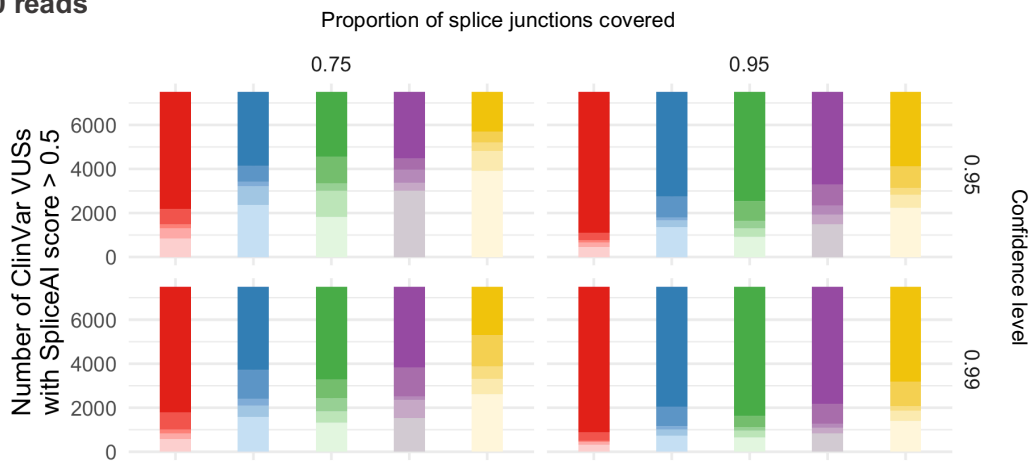 0 reads
Proportion of splice junctions covered
0.75
0.95
Number of ClinVar VUSs
with SpliceAI score > 0.5
6000
4000
2000
0
0.95
6000
4000
2000
0
0.99
Confidence level